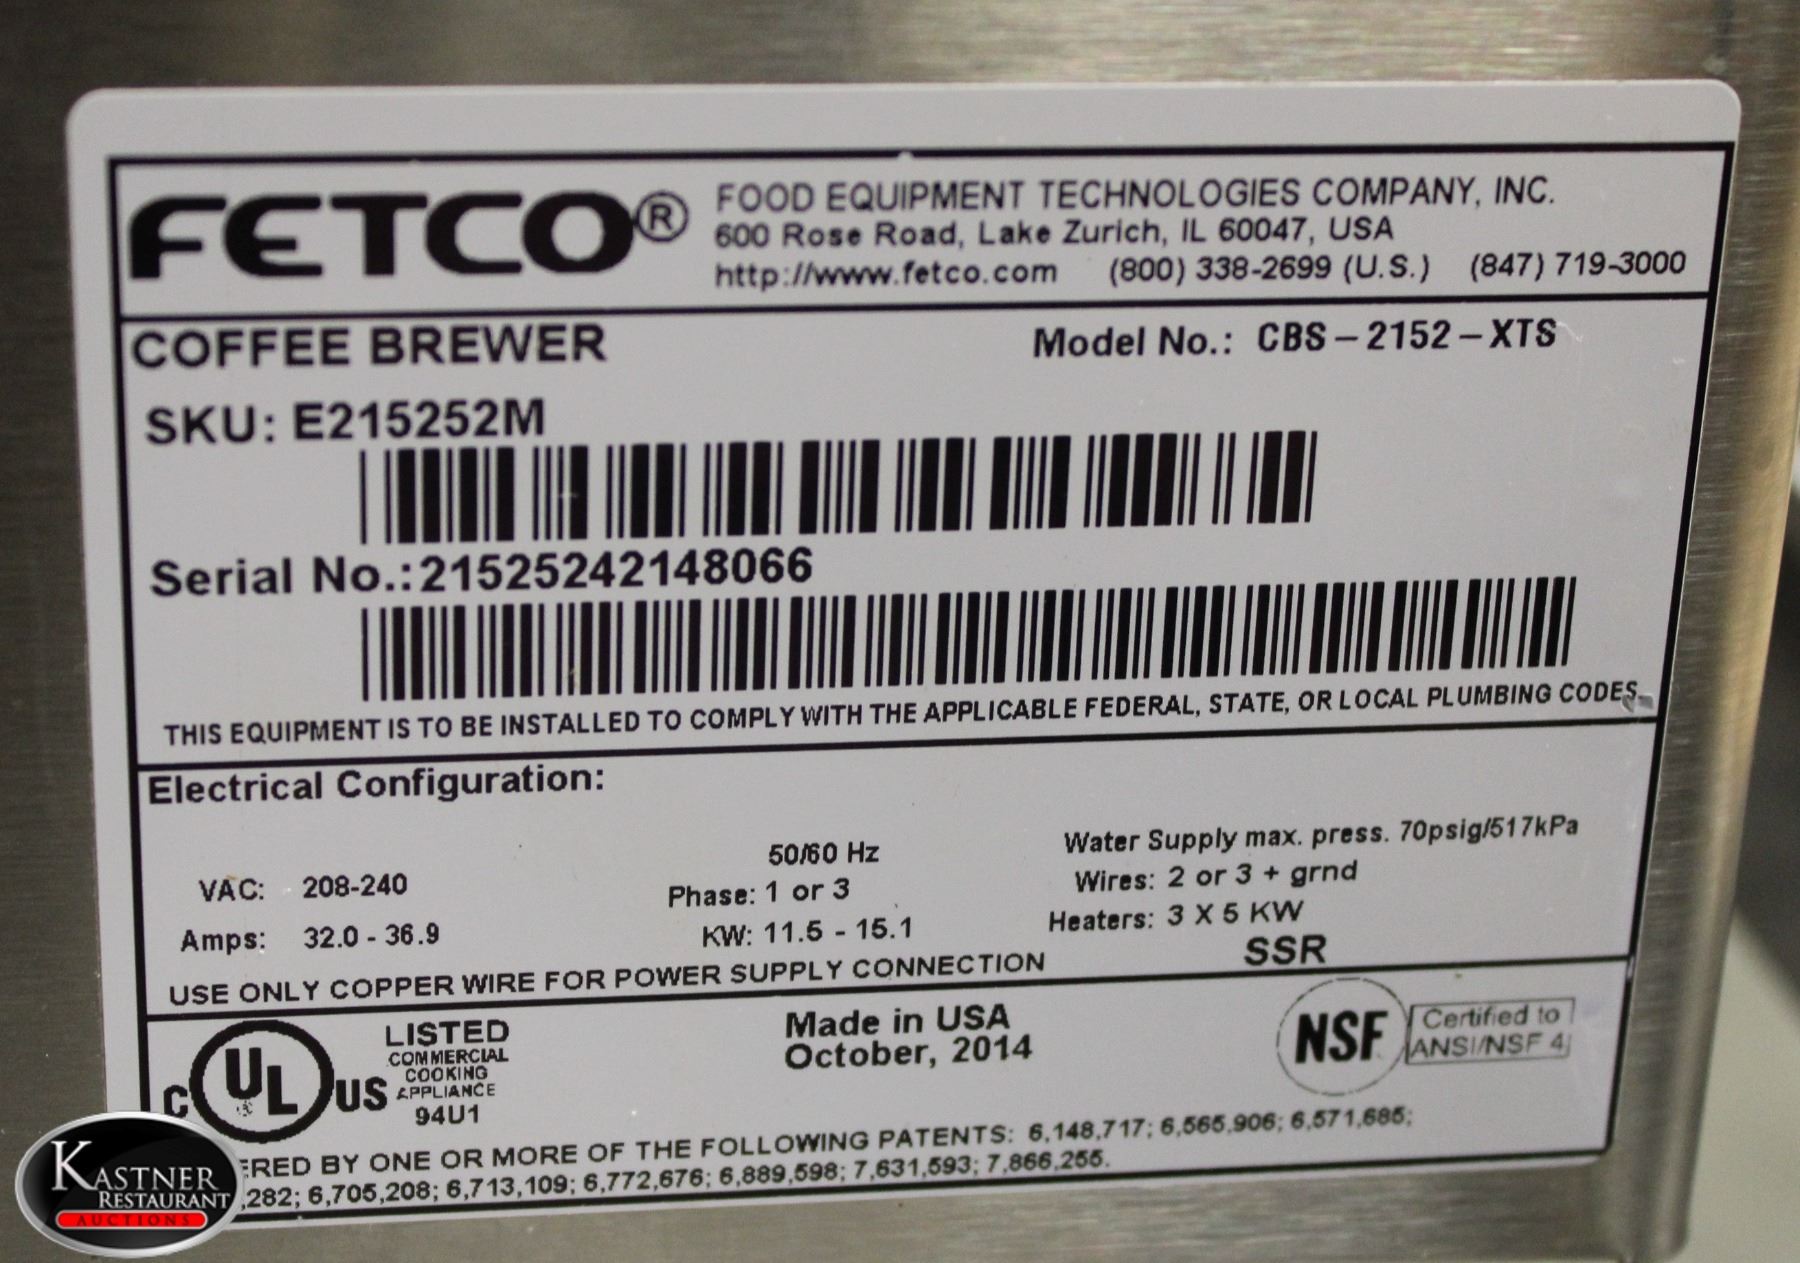 FETCO®
FOOD EQUIPMENT TECHNOLOGIES COMPANY, INC.
600 Rose Road, Lake Zurich, IL 60047, USA
http://www.fetco.com (800) 338-2699 (U.S.) (847) 719-3000
COFFEE BREWER Model No.: CBS-2152-XTS
SKU: E215252M
Serial No.:21525242148066
THIS EQUIPMENT IS TO BE INSTALLED TO COMPLY WITH THE APPLICABLE FEDERAL, STATE, OR LOCAL PLUMBING CODES.
Electrical Configuration:
50/60 Hz Water Supply max. press. 70psig/517kPa
VAC: 208-240 Phase: 1 or 3 Wires: 2 or 3 + grnd
Amps: 32.0 - 36.9 KW: 11.5 - 15.1 Heaters: 3 X 5 KW
USE ONLY COPPER WIRE FOR POWER SUPPLY CONNECTION SSR
C UL US
LISTED
COMMERCIAL
COOKING
APPLIANCE
94U1
Made in USA
October, 2014
NSF
Certified to
ANSI/NSF 4
BY ONE OR MORE OF THE FOLLOWING PATENTS: 6,148,717; 6,565,906; 6,571,685;
,282; 6,705,208; 6,713,109; 6,772,676; 6,889,598; 7,631,593; 7,866,255.
KASTNER
RESTAURANT
AUCTIONS